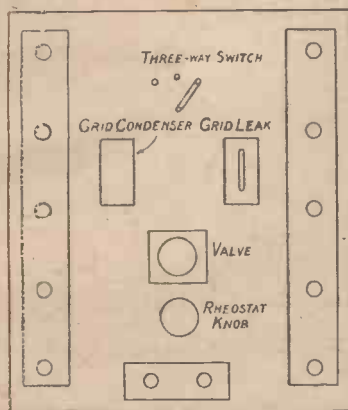 THREE-WAY SWITCH
GRID CONDENSER GRID LEAK
VALVE
RHEOSTAT
KNOB